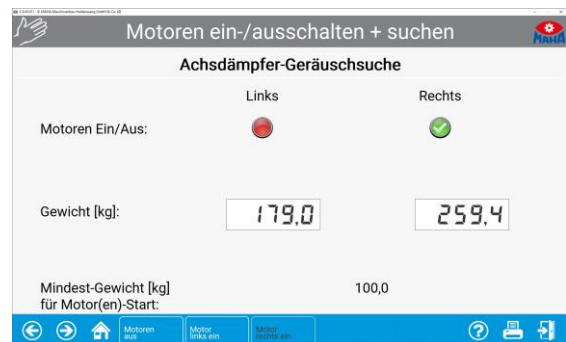 Motoren ein-/ausschalten + suchen
MAHA
Achsdämpfer-Geräuschsuche
Links Rechts
Motoren Ein/Aus:
Gewicht [kg]: 179,0 259,4
Mindest-Gewicht [kg] 100,0
für Motor(en)-Start:
Motoren aus
Motor links ein
Motor rechts ein